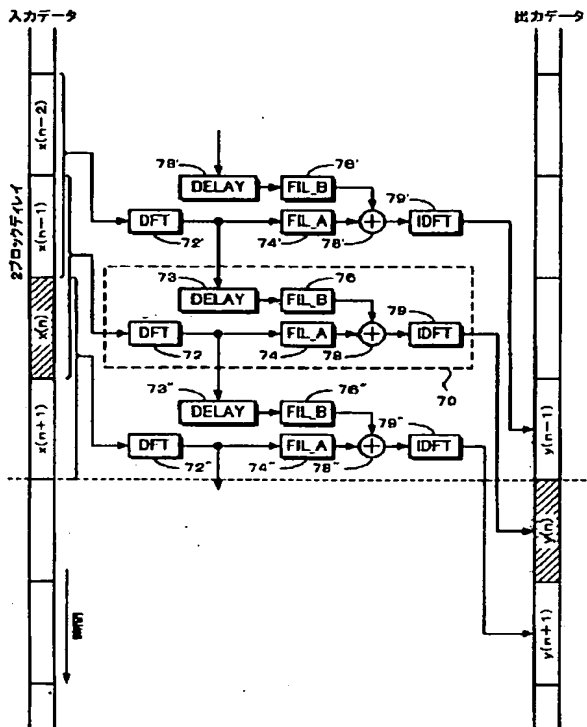 入力データ
出力データ
x(n−2)
2ブロックディレイ
x(n−1)
x(n)
x(n+1)
78'
DELAY
76'
FIL_B
79'
DFT
72'
FIL_A
74'
+
78'
IDFT
73
DELAY
76
FIL_B
79
DFT
72
FIL_A
74
+
78
IDFT
70
73"
DELAY
76"
FIL_B
79"
DFT
72"
FIL_A
74"
+
78"
IDFT
y(n−1)
y(n)
y(n+1)